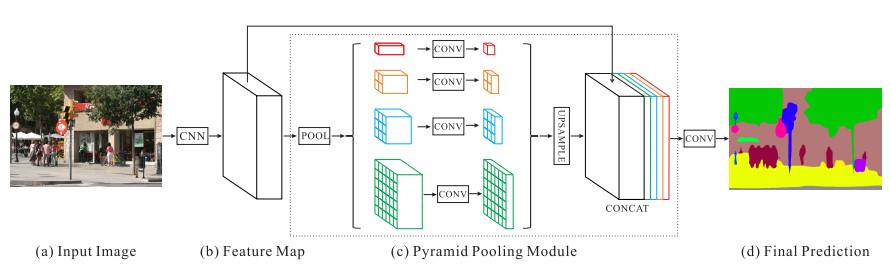 CNN
POOL
CONV
CONV
CONV
CONV
UPSAMPLE
CONCAT
CONV
(a) Input Image
(b) Feature Map
(c) Pyramid Pooling Module
(d) Final Prediction